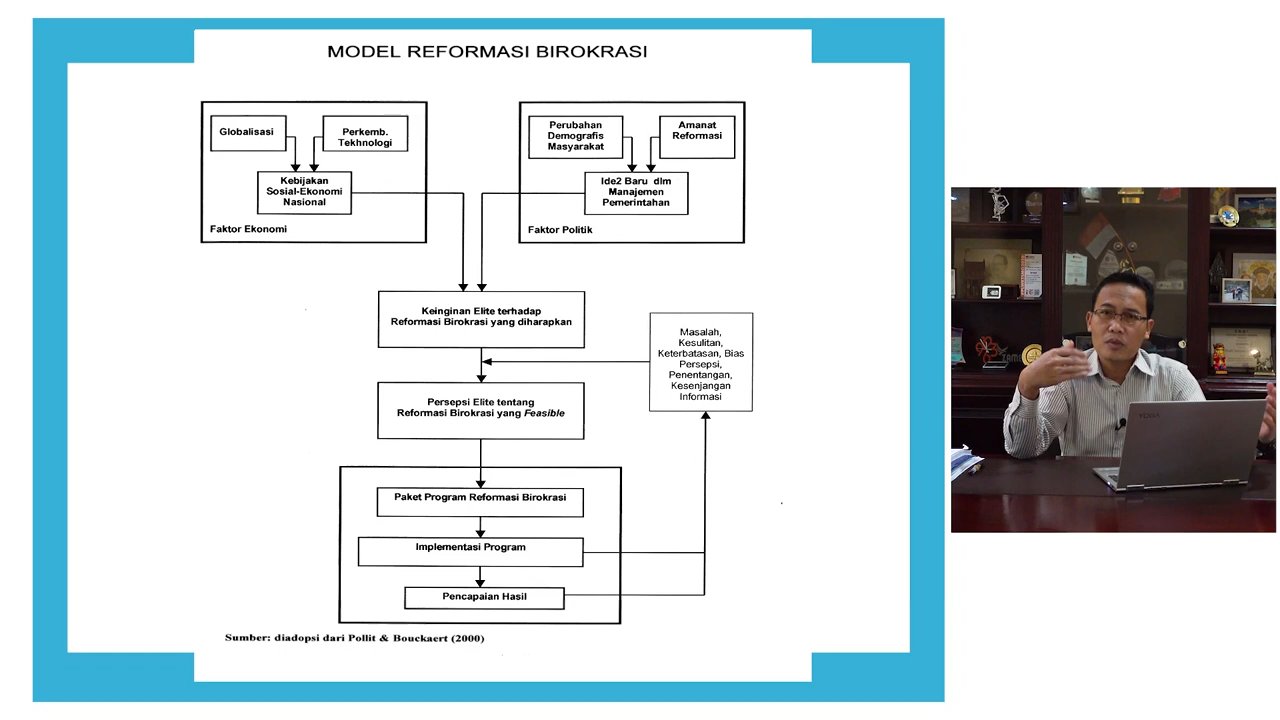 MODEL REFORMASI BIROKRASI
Globalisasi
Perkemb.
Tekhnologi
Kebijakan
Sosial-Ekonomi
Nasional
Faktor Ekonomi
Perubahan
Demografis
Masyarakat
Amanat
Reformasi
Ide2 Baru dlm
Manajemen
Pemerintahan
Faktor Politik
Keinginan Elite terhadap
Reformasi Birokrasi yang diharapkan
Masalah,
Kesulitan,
Keterbatasan, Bias
Persepsi,
Penentangan,
Kesenjangan
Informasi
Persepsi Elite tentang
Reformasi Birokrasi yang Feasible
Paket Program Reformasi Birokrasi
Implementasi Program
Pencapaian Hasil
Sumber: diadopsi dari Pollit & Bouckaert (2000)
YOGA